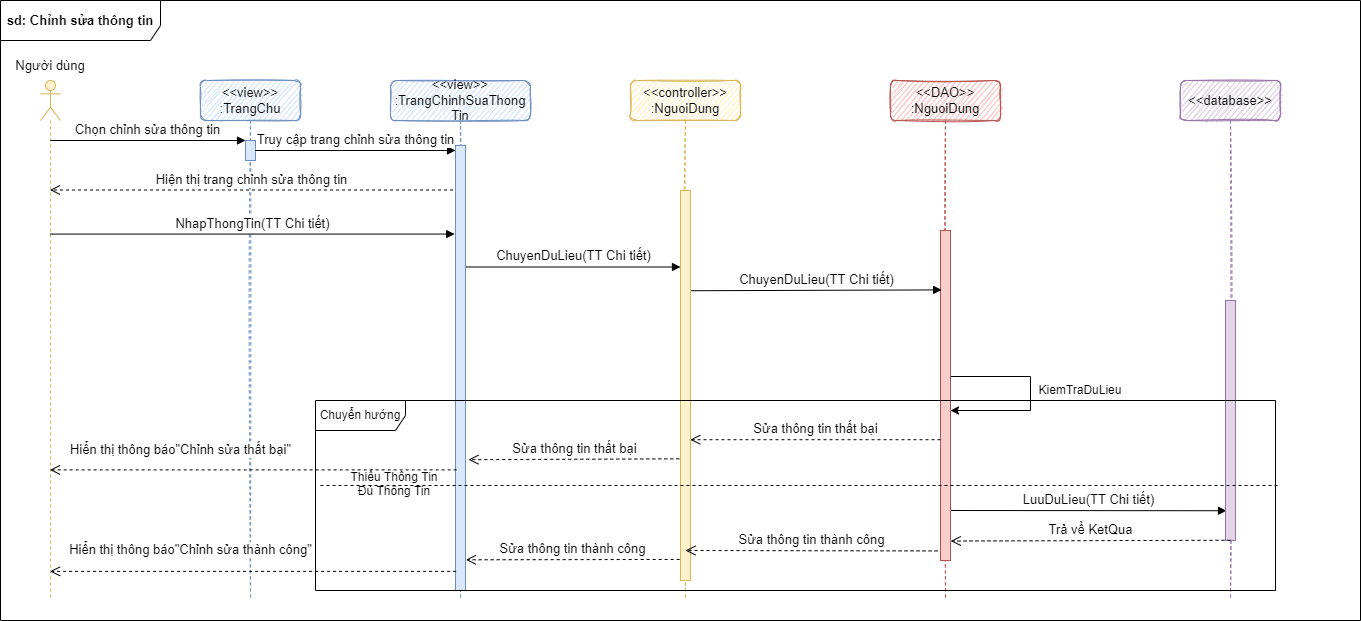 sd: Chỉnh sửa thông tin
Người dùng
<<view>>
:TrangChu
<<view>>
:TrangChinhSuaThong
Tin
<<controller>>
:NguoiDung
<<DAO>>
:NguoiDung
<<database>>
Chọn chỉnh sửa thông tin
Truy cập trang chỉnh sửa thông tin
Hiện thị trang chỉnh sửa thông tin
NhapThongTin(TT Chi tiết)
ChuyenDuLieu(TT Chi tiết)
ChuyenDuLieu(TT Chi tiết)
KiemTraDuLieu
Chuyển hướng
Sửa thông tin thất bại
Sửa thông tin thất bại
Hiển thị thông báo"Chỉnh sửa thất bại"
Thiếu Thông Tin
Đủ Thông Tin
LuuDuLieu(TT Chi tiết)
Trả về KetQua
Sửa thông tin thành công
Sửa thông tin thành công
Hiển thị thông báo"Chỉnh sửa thành công"